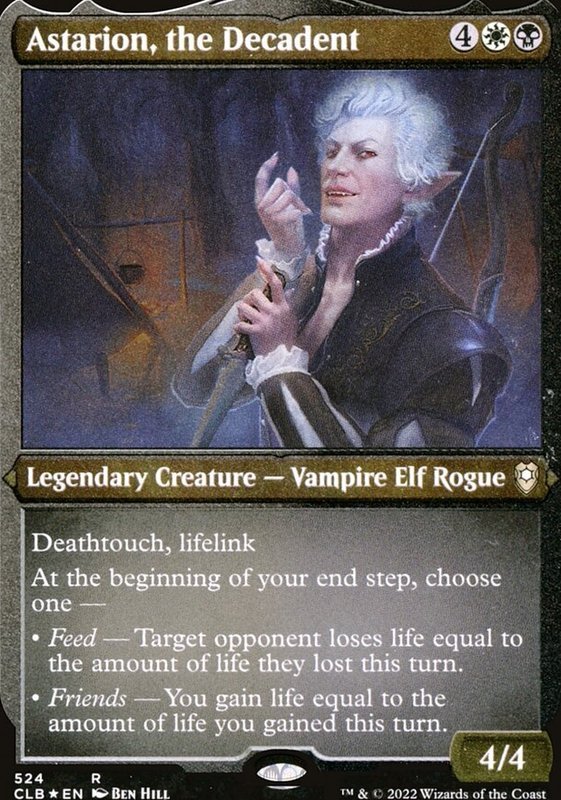 Astarion, the Decadent 4
Legendary Creature — Vampire Elf Rogue
Deathtouch, lifelink
At the beginning of your end step, choose
one —
• Feed — Target opponent loses life equal to
the amount of life they lost this turn.
• Friends — You gain life equal to the
amount of life you gained this turn.
4/4
524 R
CLB★EN Ben Hill
™ & © 2022 Wizards of the Coast